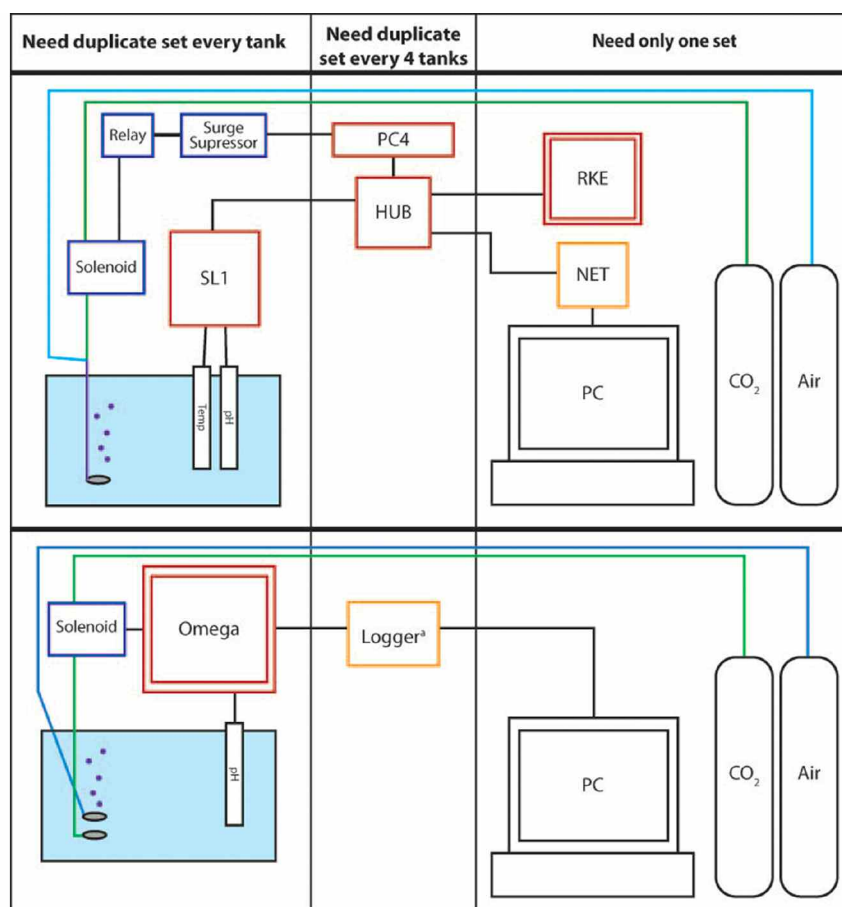 Need duplicate set every tank
Need duplicate
set every 4 tanks
Need only one set
Relay
Surge
Supressor
PC4
RKE
HUB
Solenoid
SL1
NET
Temp
pH
PC
CO₂
Air
Solenoid
Omega
Loggerᵃ
pH
PC
CO₂
Air